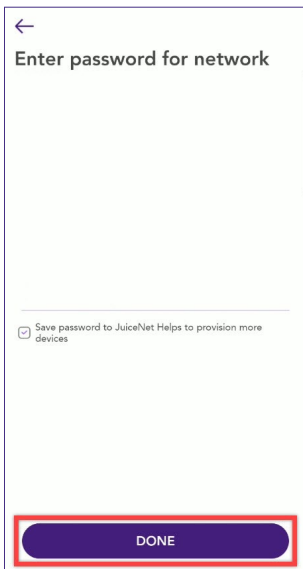 Enter password for network
Save password to JuiceNet Helps to provision more
devices
DONE